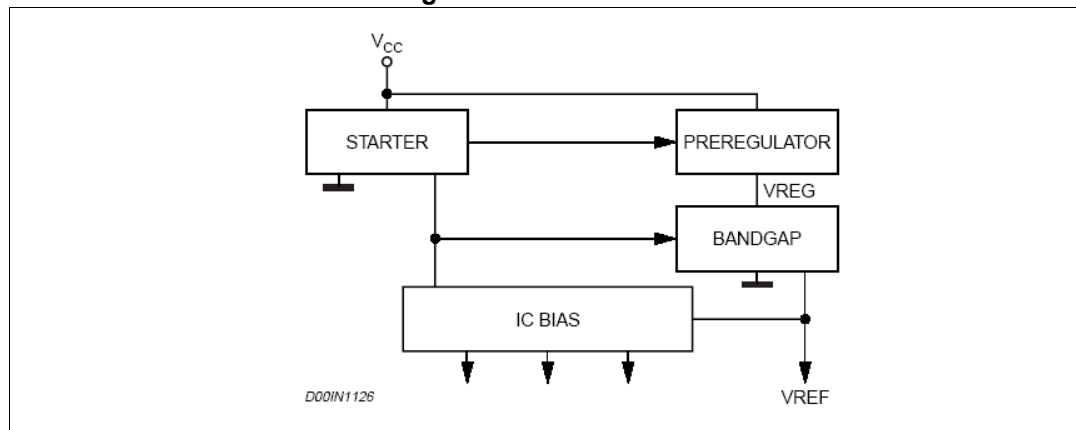 V_CC
STARTER
PREREGULATOR
VREG
BANDGAP
IC BIAS
D00IN1126
VREF